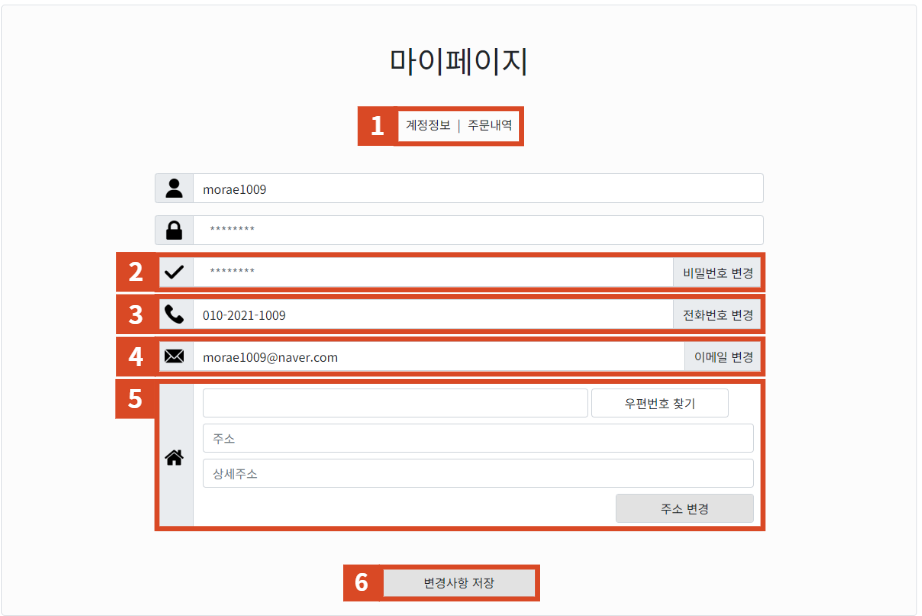 마이페이지
1 계정정보 | 주문내역
morae1009
********
2 ******** 비밀번호 변경
3 010-2021-1009 전화번호 변경
4 morae1009@naver.com 이메일 변경
5 우편번호 찾기
주소
상세주소
주소 변경
6 변경사항 저장